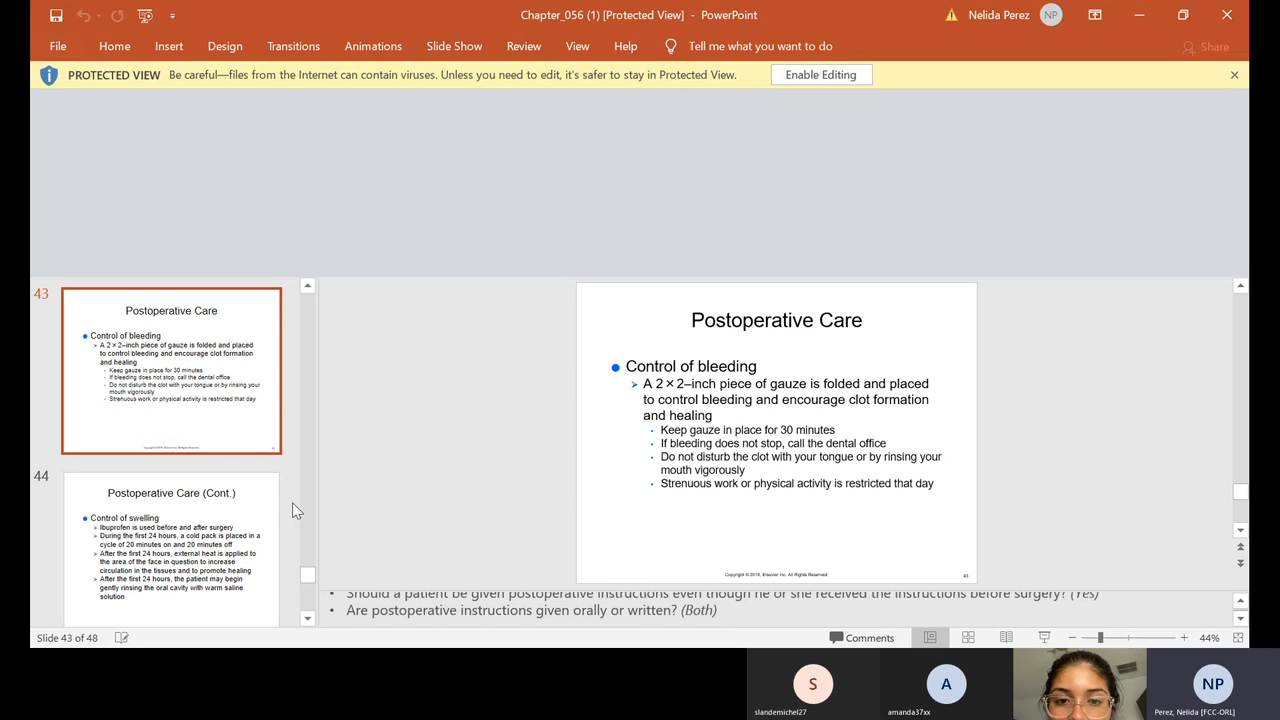 Chapter_056 (1) [Protected View] - PowerPoint
Nelida Perez
NP
File Home Insert Design Transitions Animations Slide Show Review View Help Tell me what you want to do
Share
PROTECTED VIEW Be careful—files from the Internet can contain viruses. Unless you need to edit, it's safer to stay in Protected View.
Enable Editing
43
Postoperative Care
Control of bleeding
A 2 × 2–inch piece of gauze is folded and placed
to control bleeding and encourage clot formation
and healing
Keep gauze in place for 30 minutes
If bleeding does not stop, call the dental office
Do not disturb the clot with your tongue or by rinsing your
mouth vigorously
Strenuous work or physical activity is restricted that day
44
Postoperative Care (Cont.)
Control of swelling
Ibuprofen is used before and after surgery
During the first 24 hours, a cold pack is placed in a
cycle of 20 minutes on and 20 minutes off
After the first 24 hours, external heat is applied to
the area of the face in question to increase
circulation in the tissues and to promote healing
After the first 24 hours, the patient may begin
gently rinsing the oral cavity with warm saline
solution
Postoperative Care
Control of bleeding
A 2 × 2–inch piece of gauze is folded and placed
to control bleeding and encourage clot formation
and healing
Keep gauze in place for 30 minutes
If bleeding does not stop, call the dental office
Do not disturb the clot with your tongue or by rinsing your
mouth vigorously
Strenuous work or physical activity is restricted that day
Copyright © 2018, Elsevier Inc. All Rights Reserved.
43
Should a patient be given postoperative instructions even though he or she received the instructions before surgery? (Yes)
Are postoperative instructions given orally or written? (Both)
Slide 43 of 48
Comments
44%
S
A
NP
slandemichel27
amanda37xx
Perez, Nelida [FCC-ORL]